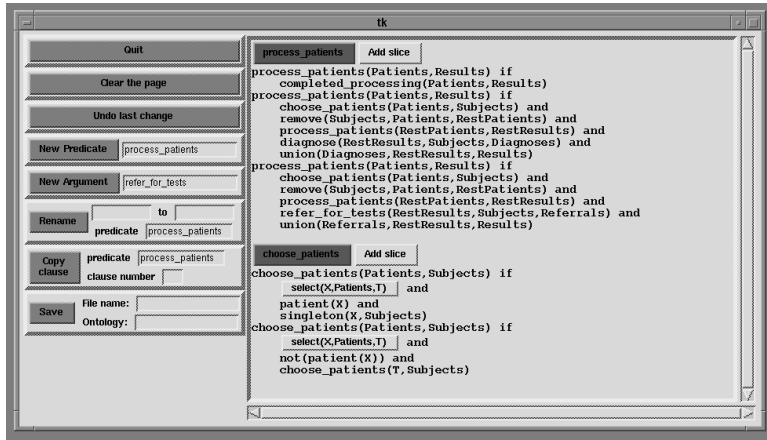 tk
Quit
Clear the page
Undo last change
New Predicate process_patients
New Argument refer_for_tests
Rename to
predicate process_patients
Copy clause predicate process_patients
clause number
Save File name:
Ontology:
process_patients Add slice
process_patients(Patients,Results) if
completed_processing(Patients,Results)
process_patients(Patients,Results) if
choose_patients(Patients,Subjects) and
remove(Subjects,Patients,RestPatients) and
process_patients(RestPatients,RestResults) and
diagnose(RestResults,Subjects,Diagnoses) and
union(Diagnoses,RestResults,Results)
process_patients(Patients,Results) if
choose_patients(Patients,Subjects) and
remove(Subjects,Patients,RestPatients) and
process_patients(RestPatients,RestResults) and
refer_for_tests(RestResults,Subjects,Referrals) and
union(Referrals,RestResults,Results)
choose_patients Add slice
choose_patients(Patients,Subjects) if
select(X,Patients,T) and
patient(X) and
singleton(X,Subjects)
choose_patients(Patients,Subjects) if
select(X,Patients,T) and
not(patient(X)) and
choose_patients(T,Subjects)